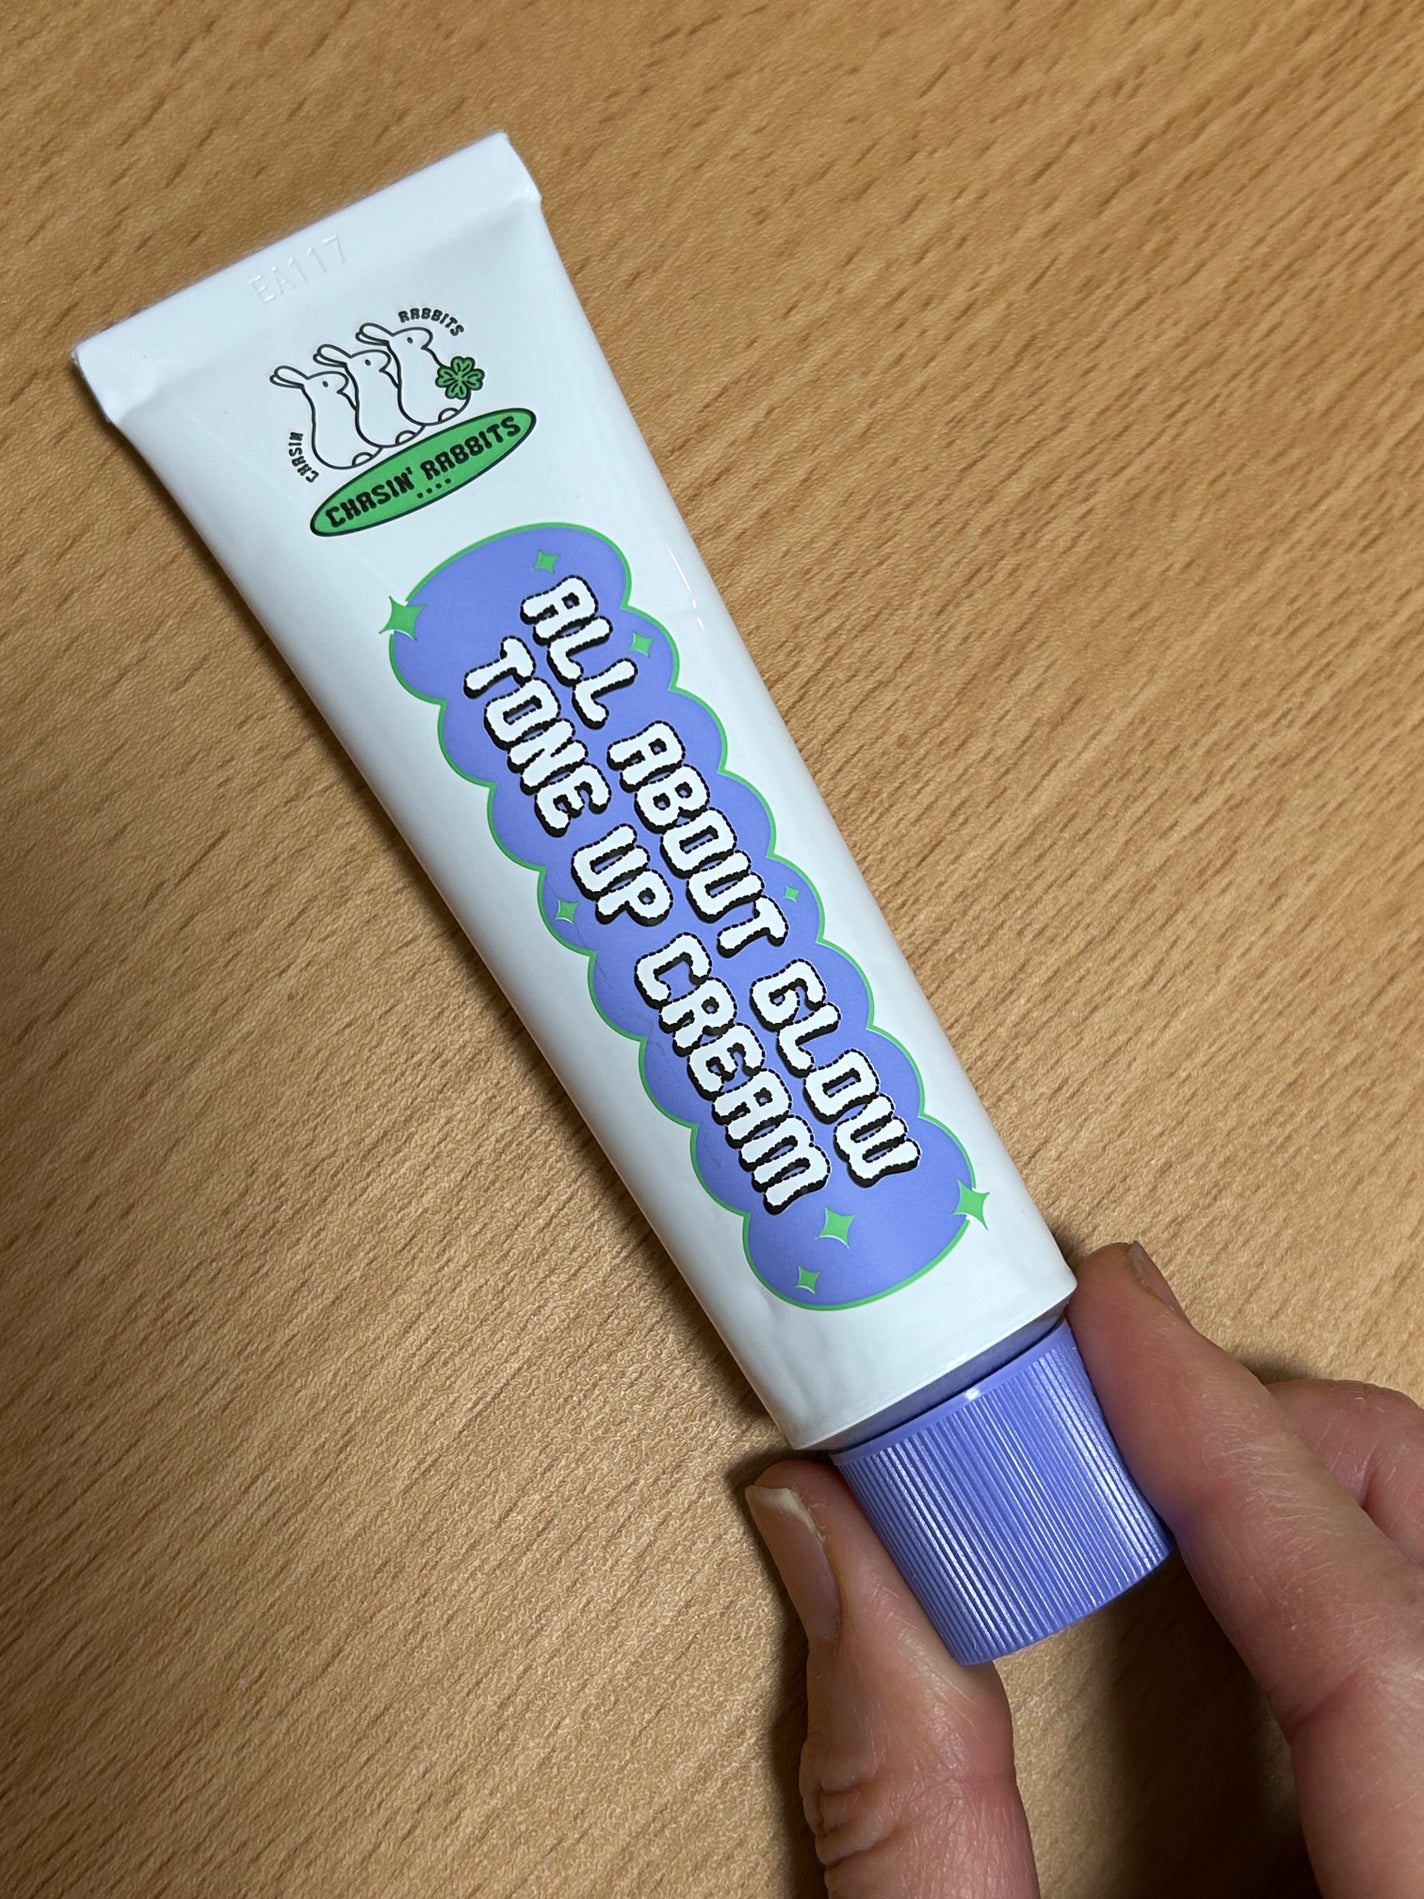 EA117
CHASIN
RABBITS
CHASIN' RABBITS
ALL ABOUT GLOW
TONE UP CREAM